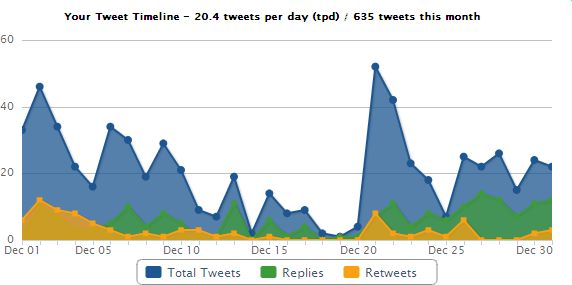 Your Tweet Timeline - 20.4 tweets per day (tpd) / 635 tweets this month
60
40
20
0
Dec 01 Dec 05 Dec 10 Dec 15 Dec 20 Dec 25 Dec 30
Total Tweets Replies Retweets